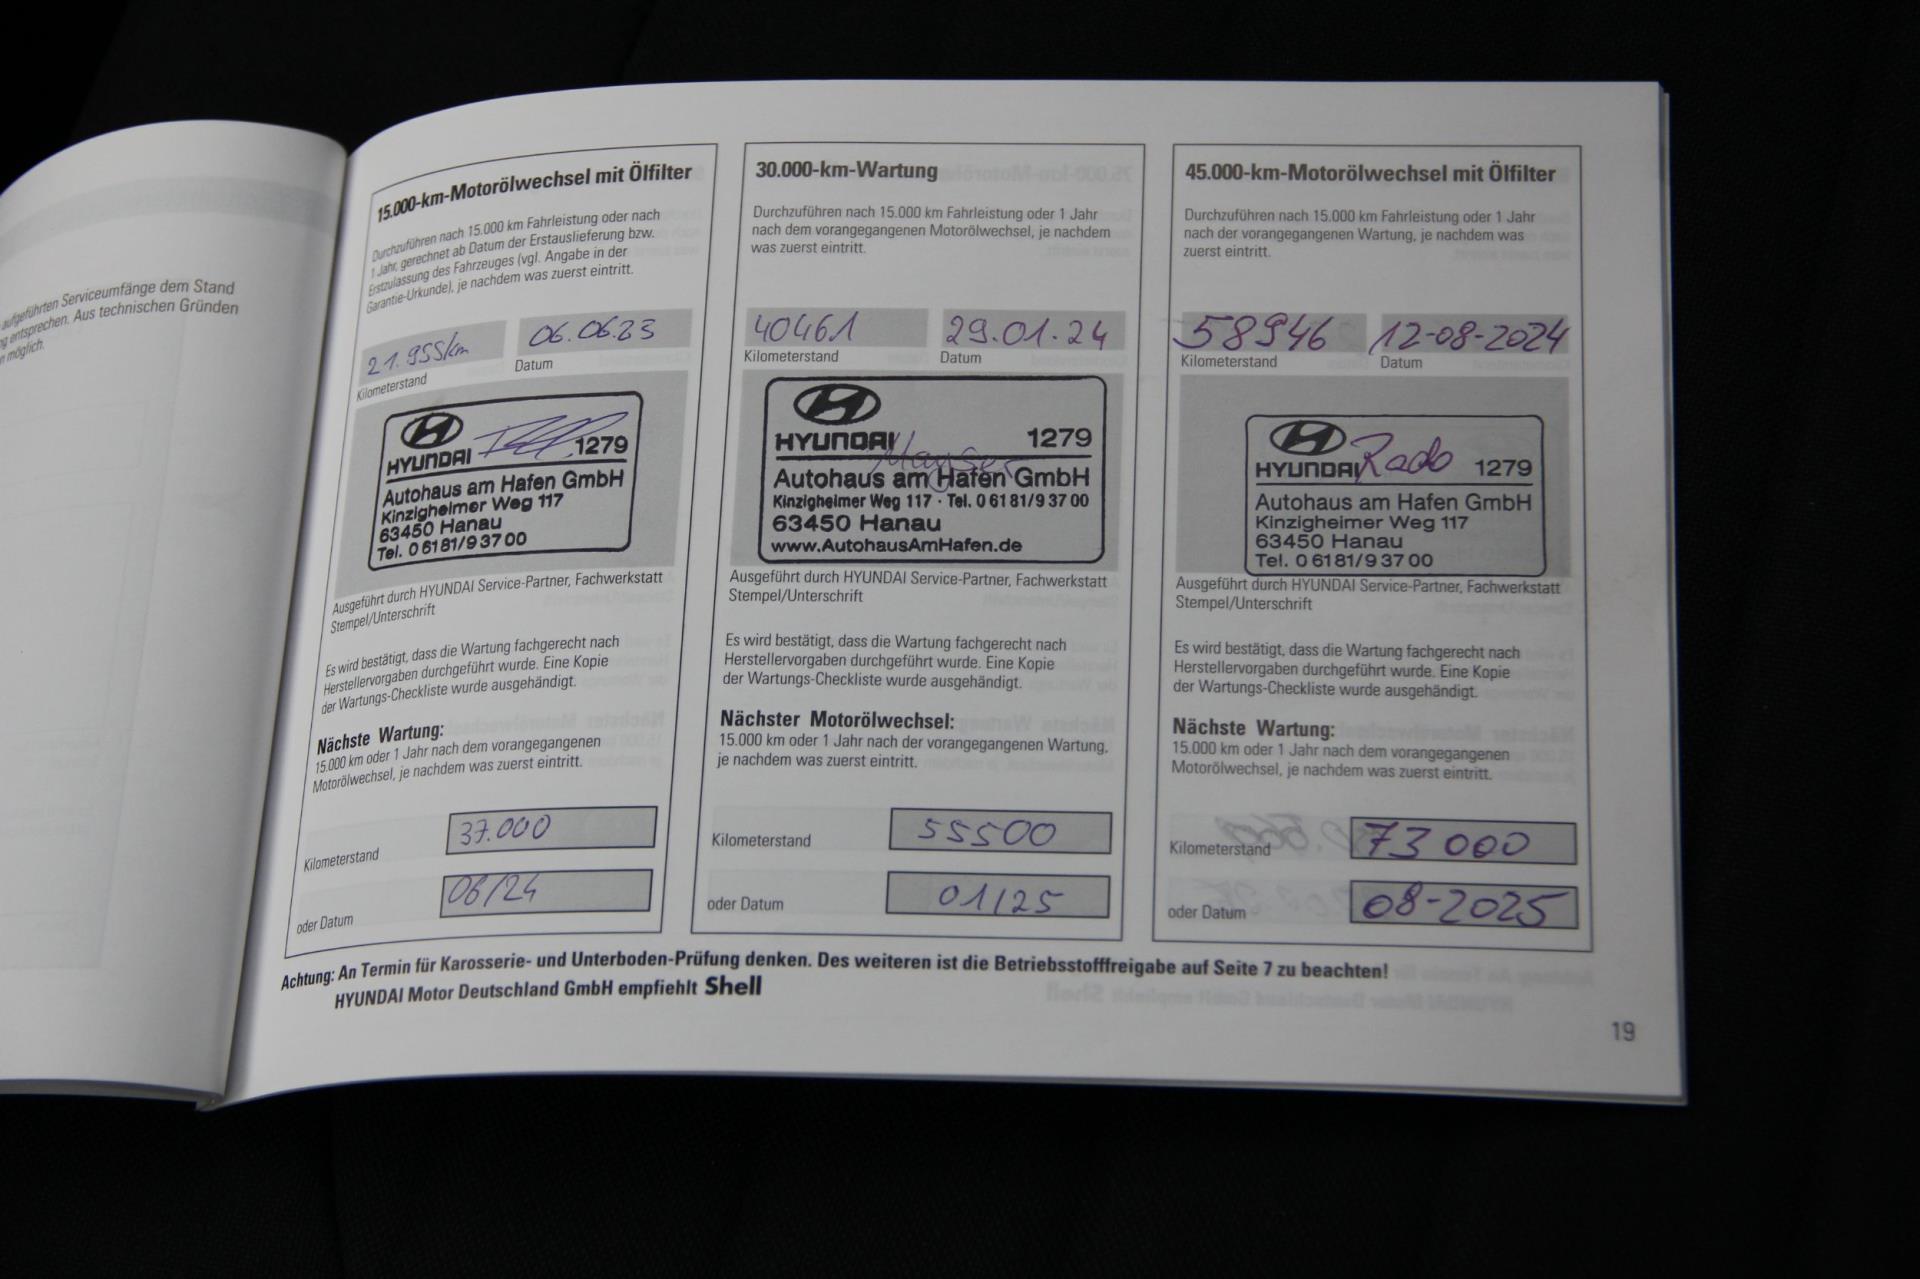 aufgeführten Serviceumfänge dem Stand
entsprechen. Aus technischen Gründen
möglich.
15.000-km-Motorölwechsel mit Ölfilter
Durchzuführen nach 15.000 km Fahrleistung oder nach
1 Jahr, gerechnet ab Datum der Erstauslieferung bzw.
Erstzulassung des Fahrzeuges (vgl. Angabe in der
Garantie-Urkunde), je nachdem was zuerst eintritt.
21.955km 06.06.23
Kilometerstand Datum
HYUNDAI 1279
Autohaus am Hafen GmbH
Kinzigheimer Weg 117
63450 Hanau
Tel. 0 61 81/9 37 00
Ausgeführt durch HYUNDAI Service-Partner, Fachwerkstatt
Stempel/Unterschrift
Es wird bestätigt, dass die Wartung fachgerecht nach
Herstellervorgaben durchgeführt wurde. Eine Kopie
der Wartungs-Checkliste wurde ausgehändigt.
Nächste Wartung:
15.000 km oder 1 Jahr nach dem vorangegangenen
Motorölwechsel, je nachdem was zuerst eintritt.
Kilometerstand 37.000
oder Datum 06/24
30.000-km-Wartung
Durchzuführen nach 15.000 km Fahrleistung oder 1 Jahr
nach dem vorangegangenen Motorölwechsel, je nachdem
was zuerst eintritt.
40461 29.01.24
Kilometerstand Datum
HYUNDAI 1279
Autohaus am Hafen GmbH
Kinzigheimer Weg 117 · Tel. 0 61 81/9 37 00
63450 Hanau
www.AutohausAmHafen.de
Ausgeführt durch HYUNDAI Service-Partner, Fachwerkstatt
Stempel/Unterschrift
Es wird bestätigt, dass die Wartung fachgerecht nach
Herstellervorgaben durchgeführt wurde. Eine Kopie
der Wartungs-Checkliste wurde ausgehändigt.
Nächster Motorölwechsel:
15.000 km oder 1 Jahr nach der vorangegangenen Wartung,
je nachdem was zuerst eintritt.
Kilometerstand 55500
oder Datum 01/25
45.000-km-Motorölwechsel mit Ölfilter
Durchzuführen nach 15.000 km Fahrleistung oder 1 Jahr
nach der vorangegangenen Wartung, je nachdem was
zuerst eintritt.
58946 12-08-2024
Kilometerstand Datum
HYUNDAI Rado 1279
Autohaus am Hafen GmbH
Kinzigheimer Weg 117
63450 Hanau
Tel. 0 61 81/9 37 00
Ausgeführt durch HYUNDAI Service-Partner, Fachwerkstatt
Stempel/Unterschrift
Es wird bestätigt, dass die Wartung fachgerecht nach
Herstellervorgaben durchgeführt wurde. Eine Kopie
der Wartungs-Checkliste wurde ausgehändigt.
Nächste Wartung:
15.000 km oder 1 Jahr nach dem vorangegangenen
Motorölwechsel, je nachdem was zuerst eintritt.
Kilometerstand 73 000
oder Datum 08-2025
Achtung: An Termin für Karosserie- und Unterboden-Prüfung denken. Des weiteren ist die Betriebsstofffreigabe auf Seite 7 zu beachten!
HYUNDAI Motor Deutschland GmbH empfiehlt Shell
19